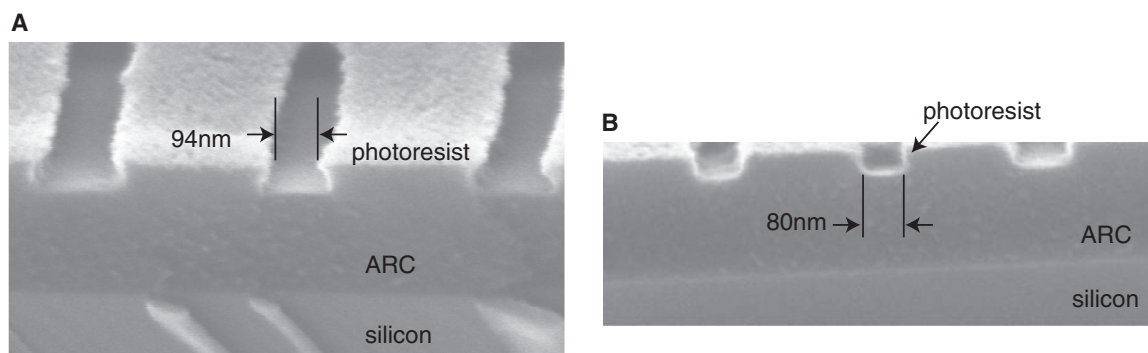 A
94nm
photoresist
ARC
silicon
B
photoresist
80nm
ARC
silicon